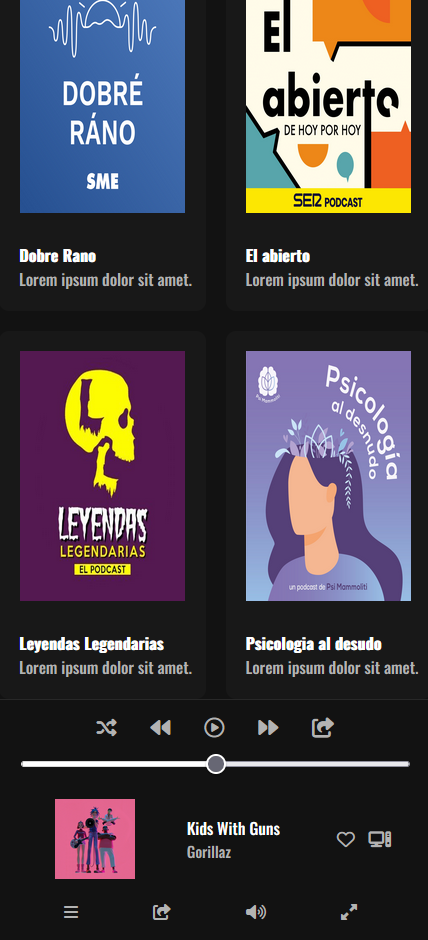 DOBRÉ
RÁNO
SME
El
abierto
DE HOY POR HOY
SER PODCAST
Dobre Rano
Lorem ipsum dolor sit amet.
El abierto
Lorem ipsum dolor sit amet.
LEYENDAS
LEGENDARIAS
EL PODCAST
Psi Mammoliti
Psicología
al desnudo
un podcast de Psi Mammoliti
Leyendas Legendarias
Lorem ipsum dolor sit amet.
Psicologia al desudo
Lorem ipsum dolor sit amet.
Kids With Guns
Gorillaz